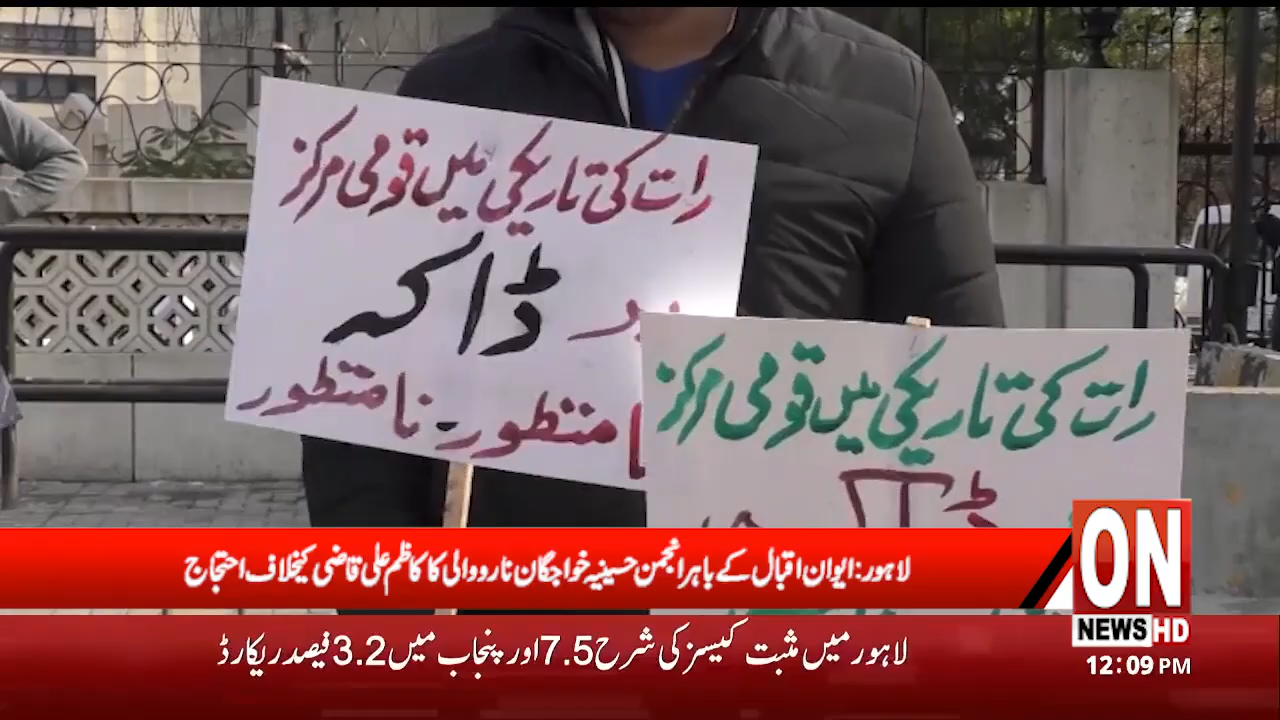 رات کی تاریکی میں قومی مرکز
پر ڈاکہ
نامنظور - نامنظور
رات کی تاریکی میں قومی مرکز
لاہور: ایوان اقبال کے باہر انجمن حسینیہ خواجگان نارووالی کا کاظم علی قاضی کیخلاف احتجاج
لاہور میں مثبت کیسز کی شرح 7.5 اور پنجاب میں 3.2 فیصد ریکارڈ
ON
NEWS HD
12:09 PM